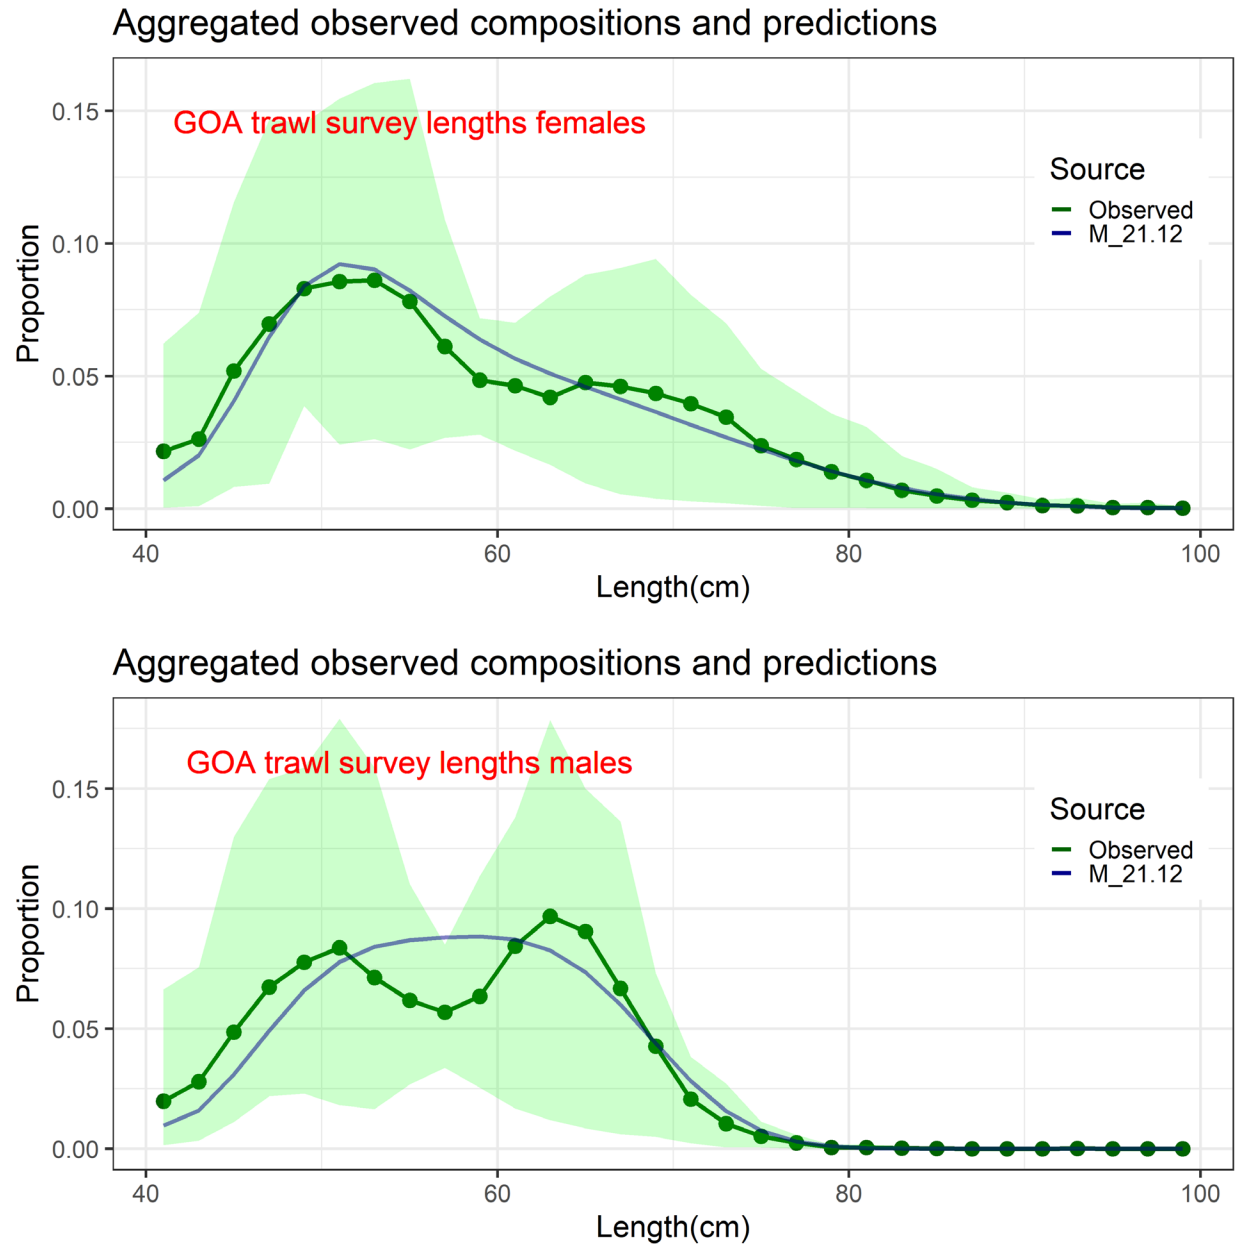 Aggregated observed compositions and predictions
GOA trawl survey lengths females
0.15
0.10
0.05
0.00
Proportion
Source
Observed
M_21.12
40
60
80
100
Length(cm)
Aggregated observed compositions and predictions
GOA trawl survey lengths males
0.15
0.10
0.05
0.00
Proportion
Source
Observed
M_21.12
40
60
80
100
Length(cm)